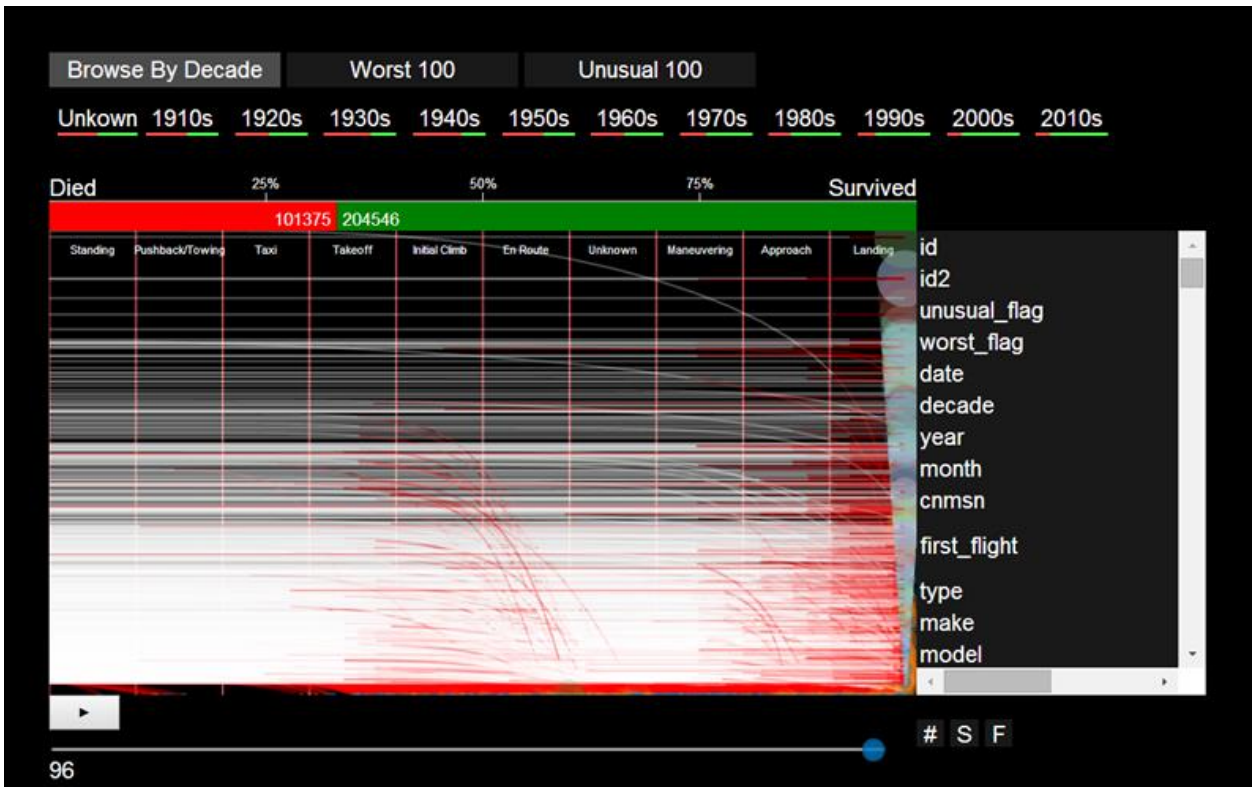 Browse By Decade Worst 100 Unusual 100
Unkown 1910s 1920s 1930s 1940s 1950s 1960s 1970s 1980s 1990s 2000s 2010s
Died 25% 50% 75% Survived
101375 204546
Standing Pushback/Towing Taxi Takeoff Initial Climb En-Route Unknown Maneuvering Approach Landing
id
id2
unusual_flag
worst_flag
date
decade
year
month
cnmsn
first_flight
type
make
model
# S F
96